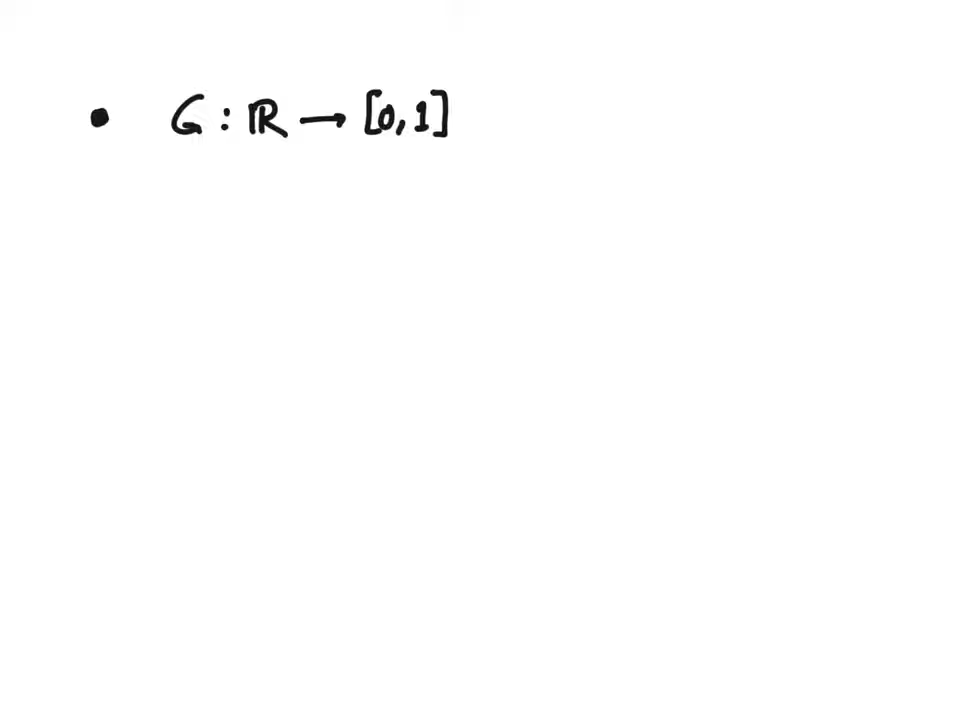 • G : ℝ → [0, 1]